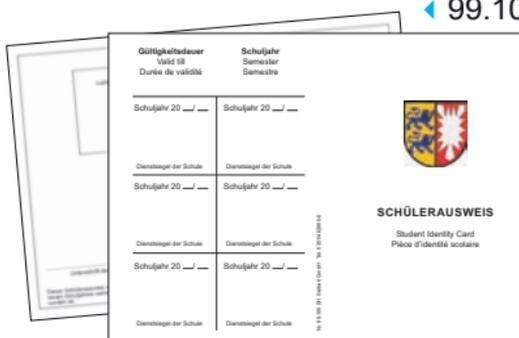 99.10
Gültigkeitsdauer
Valid till
Durée de validité
Schuljahr
Semester
Semestre
Schuljahr 20 __/ __
Schuljahr 20 __/ __
Dienstsiegel der Schule
Dienstsiegel der Schule
Schuljahr 20 __/ __
Schuljahr 20 __/ __
Dienstsiegel der Schule
Dienstsiegel der Schule
Schuljahr 20 __/ __
Schuljahr 20 __/ __
Dienstsiegel der Schule
Dienstsiegel der Schule
SCHÜLERAUSWEIS
Student Identity Card
Pièce d'identité scolaire